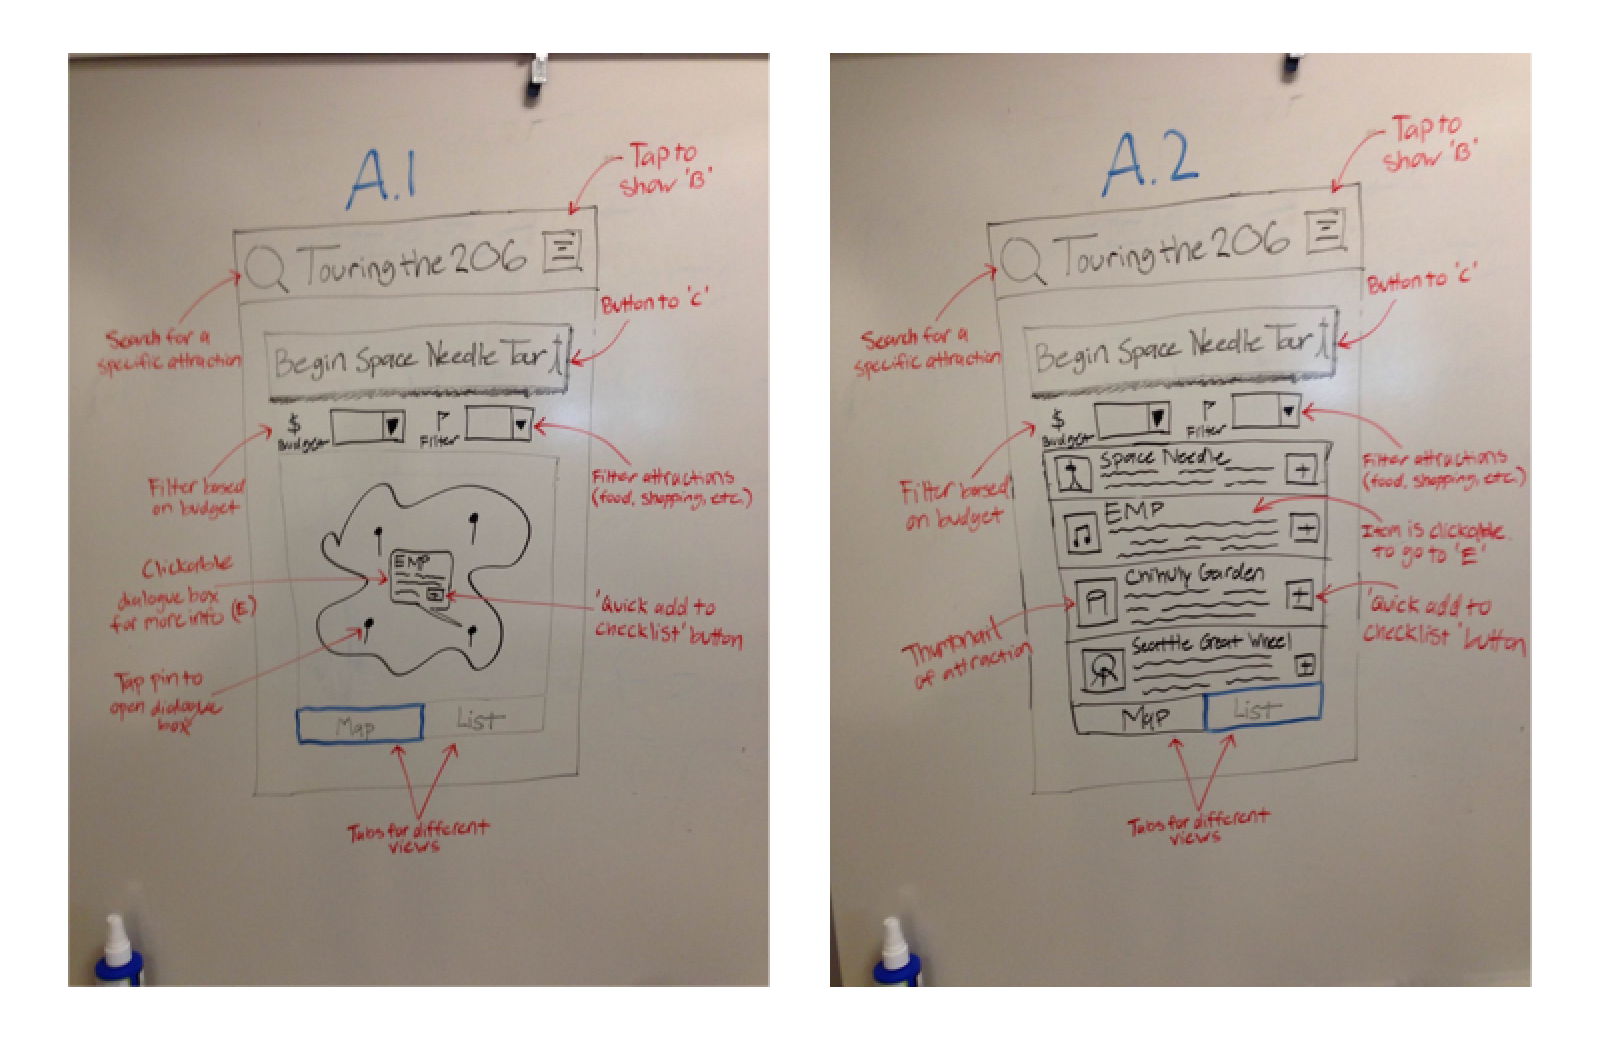 A.1
Tap to
show 'B'
Touring the 206
Button to 'C'
Search for a
specific attraction
Begin Space Needle Tour
$
Budget
Filter
Filter based
on budget
Filter attractions
(food, shopping, etc.)
Clickable
dialogue box
for more info (E)
EMP
+
'Quick add to
checklist' button
Tap pin to
open dialogue
box
Map
List
Tabs for different
views
A.2
Tap to
show 'B'
Touring the 206
Button to 'C'
Search for a
specific attraction
Begin Space Needle Tour
$
Budget
Filter
Filter based
on budget
Filter attractions
(food, shopping, etc.)
Space Needle
+
EMP
+
Item is clickable
to go to 'E'
Chihuly Garden
+
'Quick add to
checklist' button
Thumbnail
of attraction
Seattle Great Wheel
+
Map
List
Tabs for different
views